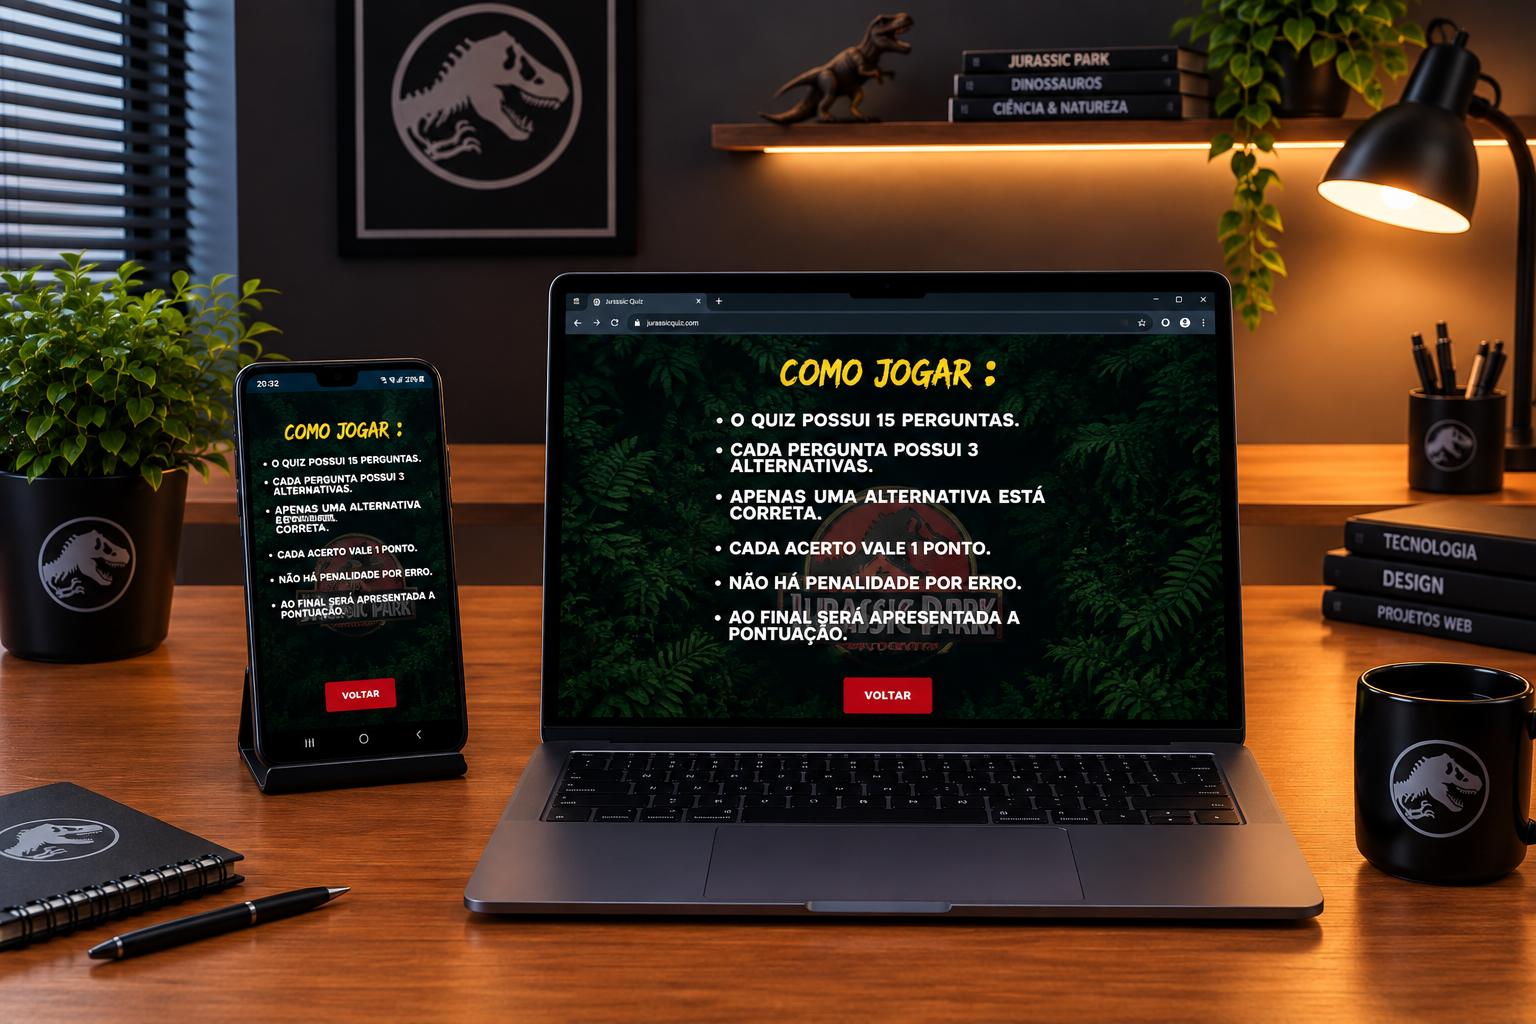 JURASSIC PARK
DINOSSAUROS
CIÊNCIA & NATUREZA
Jurassic Quiz
jurassicquiz.com
COMO JOGAR :
• O QUIZ POSSUI 15 PERGUNTAS.
• CADA PERGUNTA POSSUI 3
ALTERNATIVAS.
• APENAS UMA ALTERNATIVA ESTÁ
CORRETA.
• CADA ACERTO VALE 1 PONTO.
• NÃO HÁ PENALIDADE POR ERRO.
• AO FINAL SERÁ APRESENTADA A
PONTUAÇÃO.
JURASSIC PARK
VOLTAR
20:32
COMO JOGAR :
• O QUIZ POSSUI 15 PERGUNTAS.
• CADA PERGUNTA POSSUI 3
ALTERNATIVAS.
• APENAS UMA ALTERNATIVA
CORRETA.
• CADA ACERTO VALE 1 PONTO.
• NÃO HÁ PENALIDADE POR ERRO.
• AO FINAL SERÁ APRESENTADA A
PONTUAÇÃO.
JURASSIC PARK
VOLTAR
TECNOLOGIA
DESIGN
PROJETOS WEB